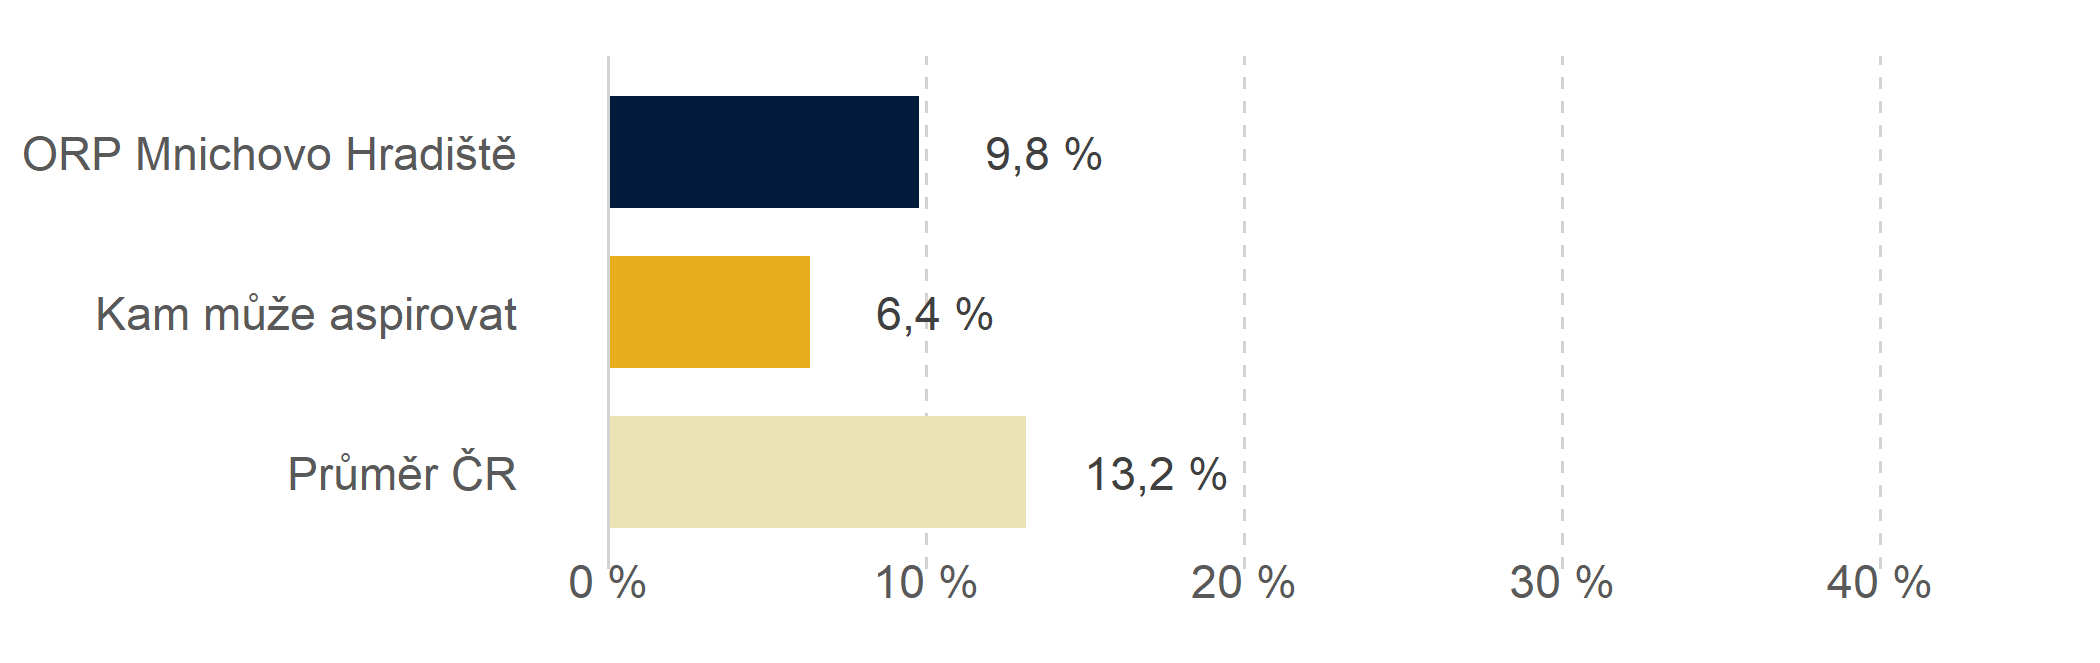 ORP Mnichovo Hradiště
9,8 %
Kam může aspirovat
6,4 %
Průměr ČR
13,2 %
0 %
10 %
20 %
30 %
40 %